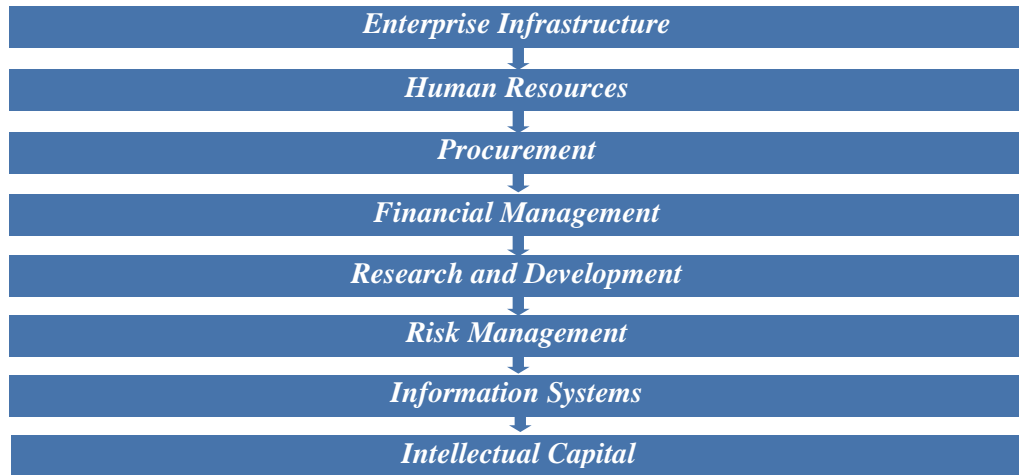 Enterprise Infrastructure
Human Resources
Procurement
Financial Management
Research and Development
Risk Management
Information Systems
Intellectual Capital